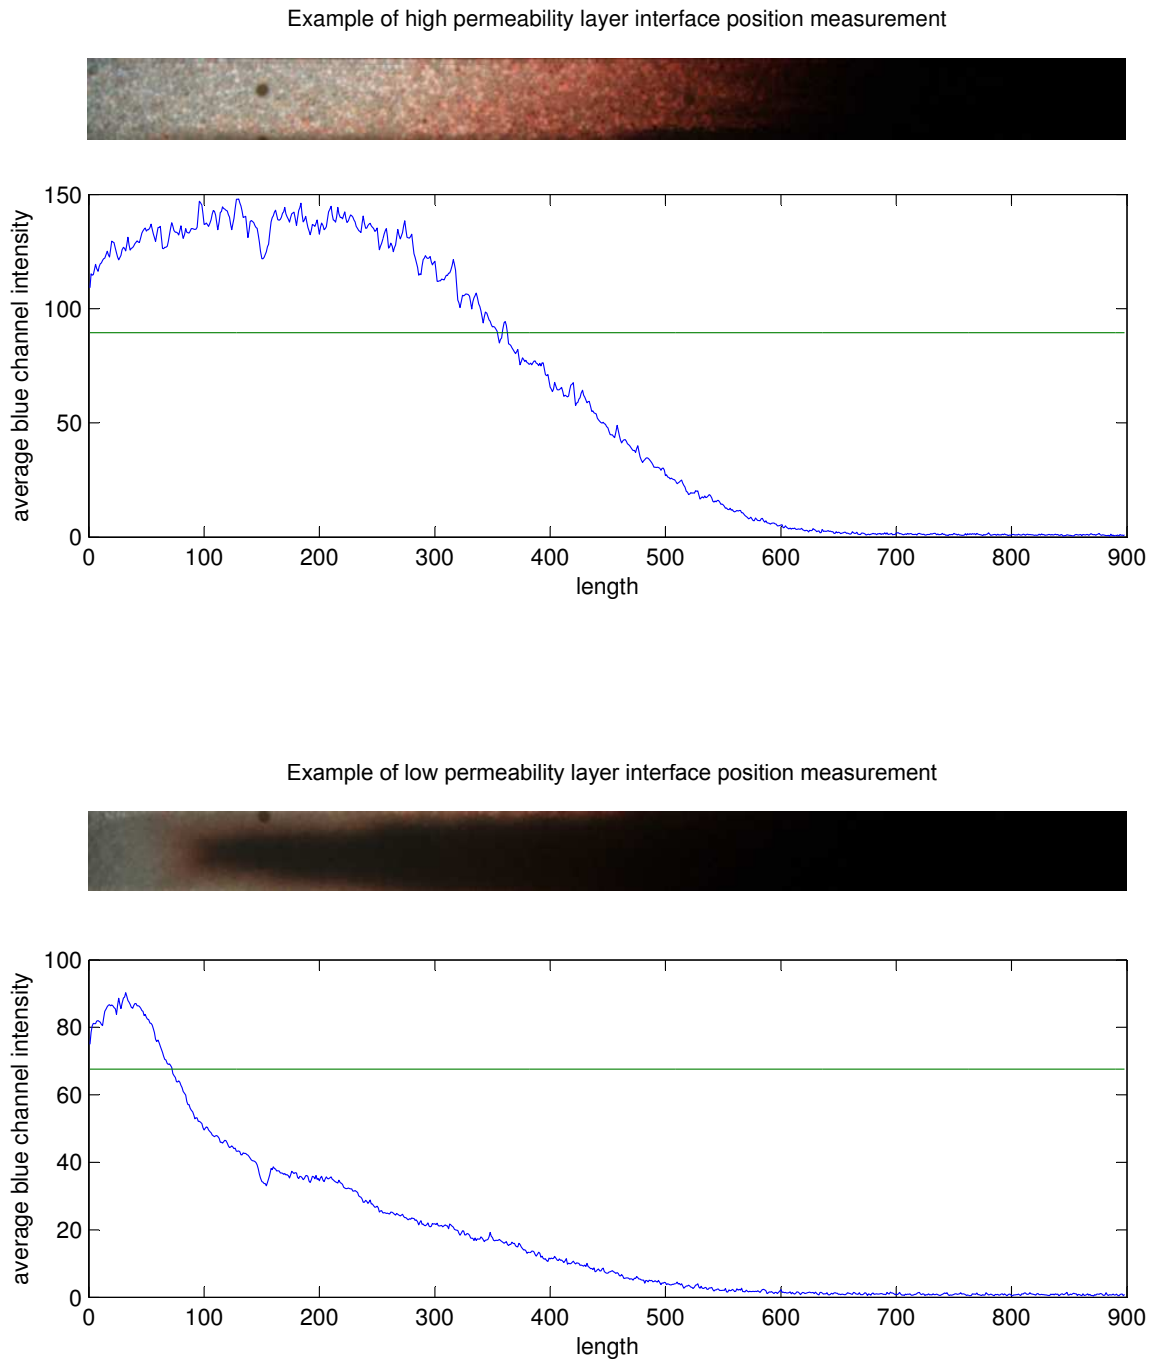 Example of high permeability layer interface position measurement
150
100
50
0
average blue channel intensity
0 100 200 300 400 500 600 700 800 900
length
Example of low permeability layer interface position measurement
100
80
60
40
20
0
average blue channel intensity
0 100 200 300 400 500 600 700 800 900
length